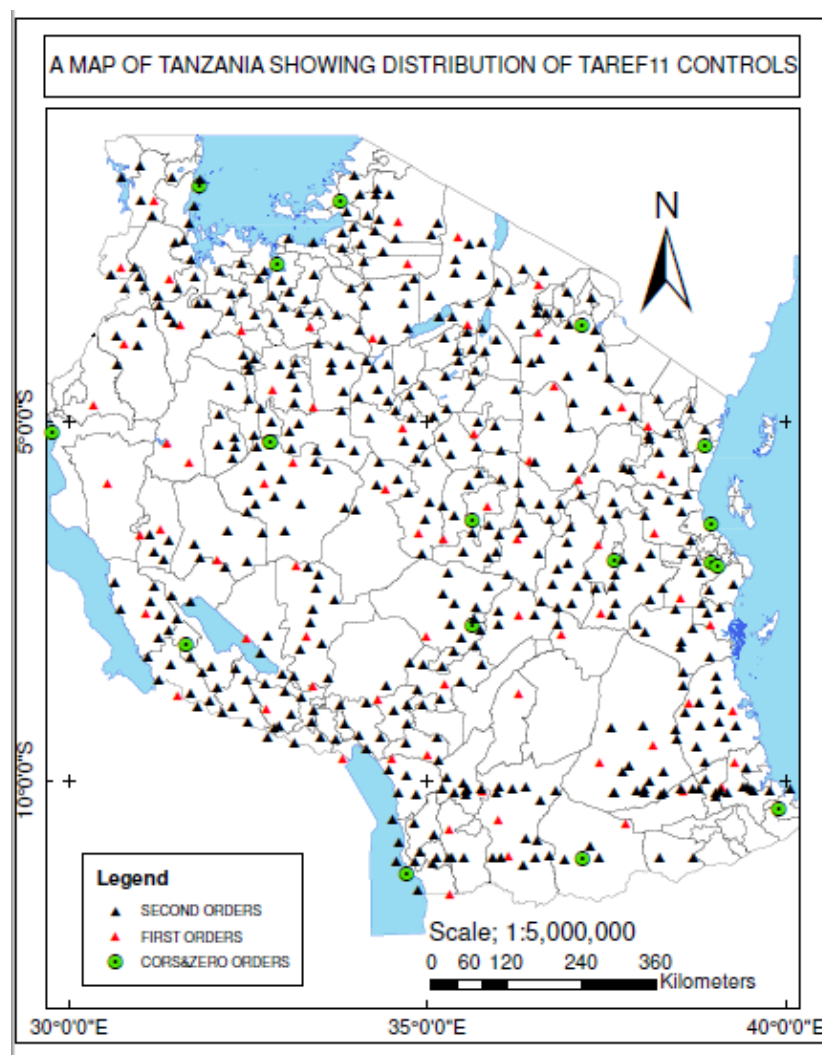 A MAP OF TANZANIA SHOWING DISTRIBUTION OF TAREF11 CONTROLS
N
5°0'0"S
10°0'0"S
Legend
SECOND ORDERS
FIRST ORDERS
CORS&ZERO ORDERS
Scale; 1:5,000,000
0 60 120 240 360
Kilometers
30°0'0"E 35°0'0"E 40°0'0"E